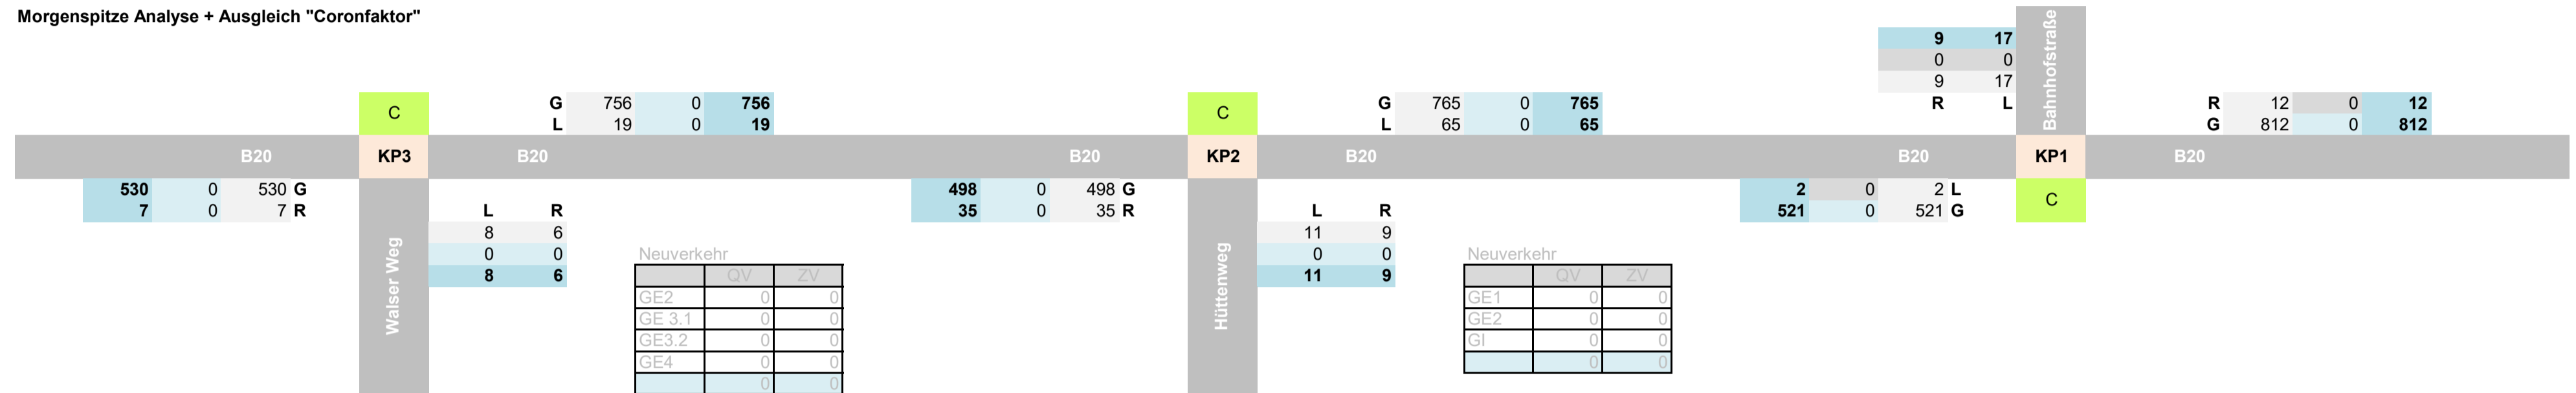 Morgenspitze Analyse + Ausgleich "Coronfaktor"
9 17
0 0
9 17
R L
Bahnhofstraße
C
G 756 0 756
L 19 0 19
C
G 765 0 765
L 65 0 65
R 12 0 12
G 812 0 812
B20 KP3 B20 B20 KP2 B20 B20 KP1 B20
530 0 530 G
7 0 7 R
498 0 498 G
35 0 35 R
2 0 2 L
521 0 521 G
C
Walser Weg
L R
8 6
0 0
8 6
Neuverkehr
QV ZV
GE2 0 0
GE 3.1 0 0
GE3.2 0 0
GE4 0 0
0 0
Hüttenweg
L R
11 9
0 0
11 9
Neuverkehr
QV ZV
GE1 0 0
GE2 0 0
GI 0 0
0 0